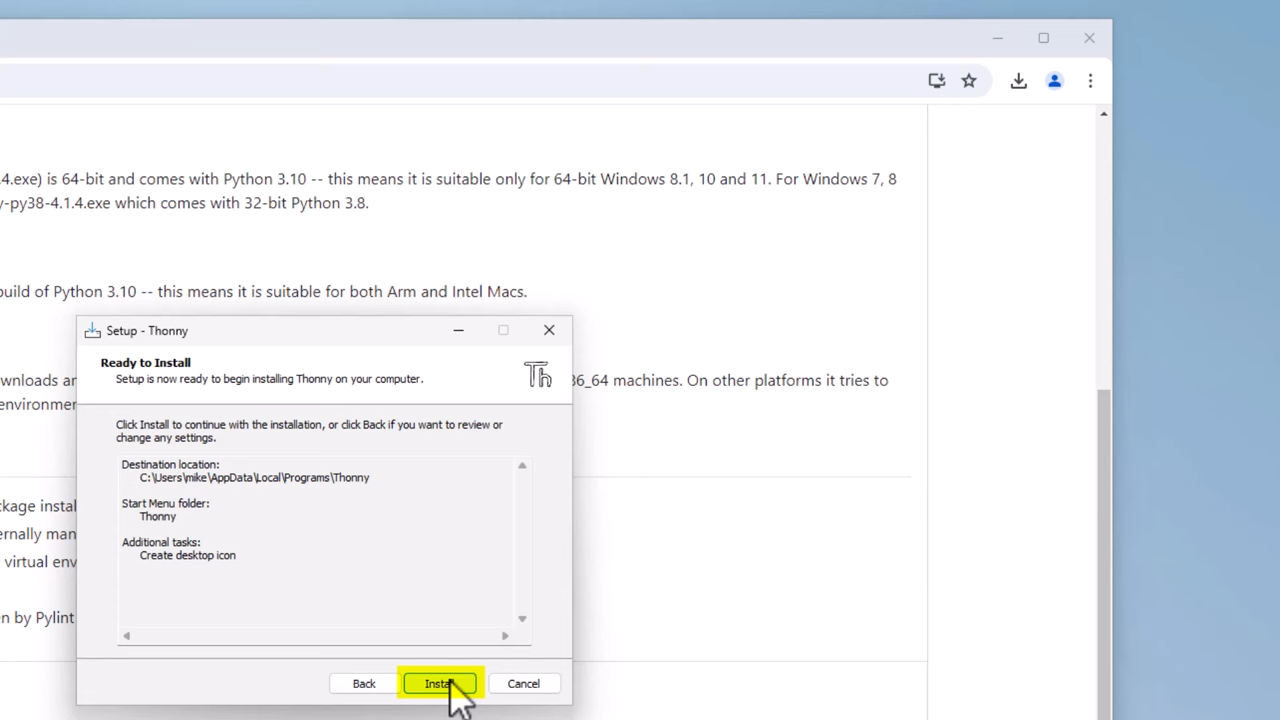 .4.exe) is 64-bit and comes with Python 3.10 -- this means it is suitable only for 64-bit Windows 8.1, 10 and 11. For Windows 7, 8
y-py38-4.1.4.exe which comes with 32-bit Python 3.8.
build of Python 3.10 -- this means it is suitable for both Arm and Intel Macs.
Setup - Thonny
Ready to Install
Setup is now ready to begin installing Thonny on your computer.
Th
wnloads an
86_64 machines. On other platforms it tries to
environmen
Click Install to continue with the installation, or click Back if you want to review or
change any settings.
Destination location:
C:\Users\mike\AppData\Local\Programs\Thonny
Start Menu folder:
Thonny
Additional tasks:
Create desktop icon
ckage instal
ernally man
virtual env
n by Pylint
Back
Install
Cancel